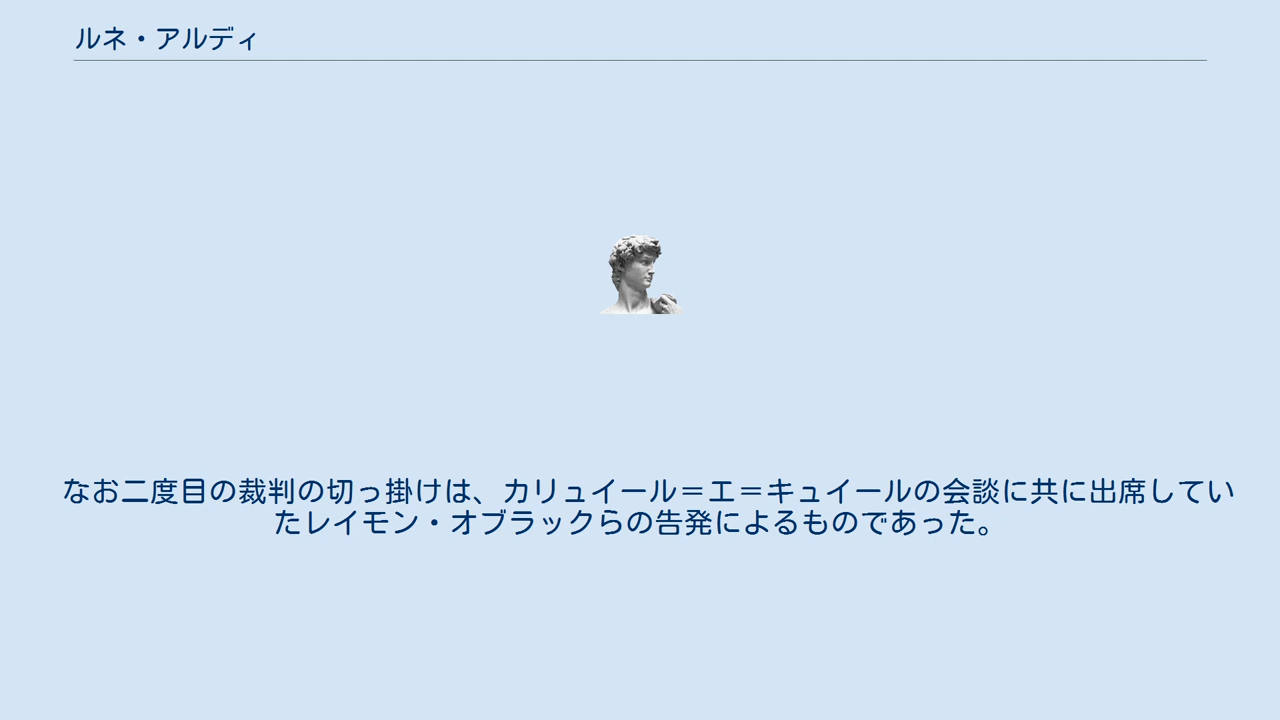 ルネ・アルディ
なお二度目の裁判の切っ掛けは、カリュイール＝エ＝キュイールの会談に共に出席してい
たレイモン・オブラックらの告発によるものであった。